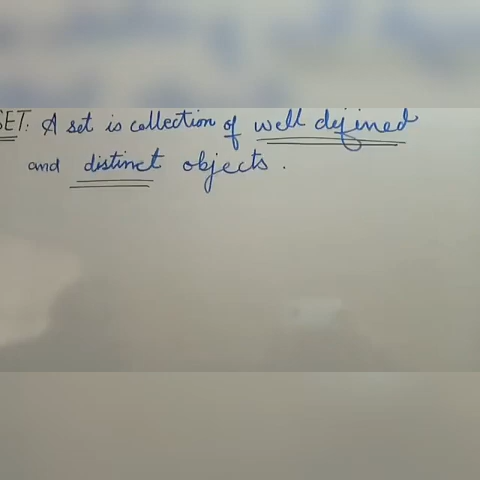 SET: A set is collection of well defined
and distinct objects.